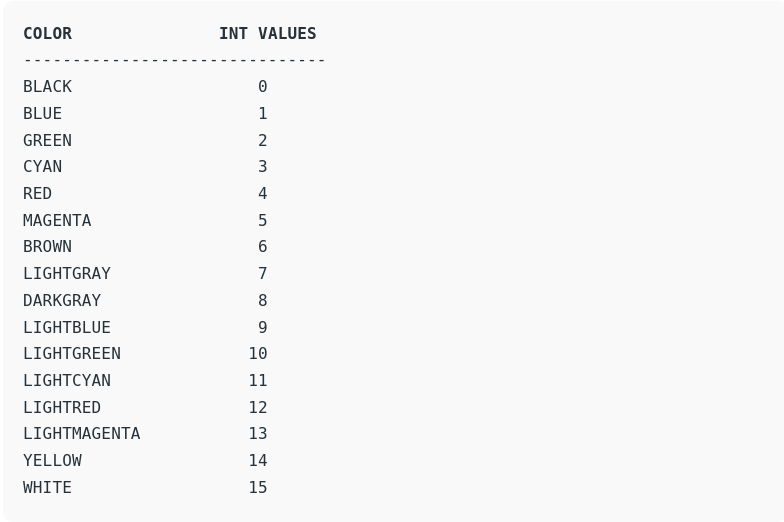 COLOR               INT VALUES
-------------------------------
BLACK                   0
BLUE                    1
GREEN                   2
CYAN                    3
RED                     4
MAGENTA                 5
BROWN                   6
LIGHTGRAY               7
DARKGRAY                8
LIGHTBLUE               9
LIGHTGREEN             10
LIGHTCYAN              11
LIGHTRED               12
LIGHTMAGENTA           13
YELLOW                 14
WHITE                  15